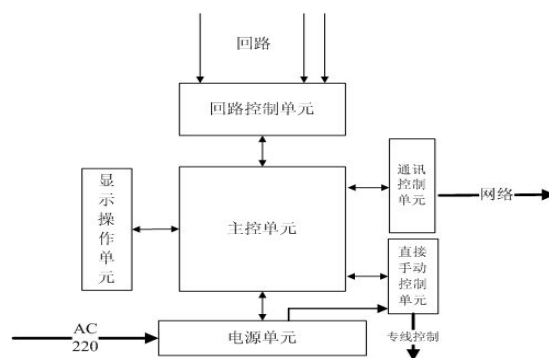 回路
回路控制单元
显
示
操
作
单
元
主控单元
通讯
控制
单元
网络
直接
手动
控制
单元
AC
220
电源单元
专线控制